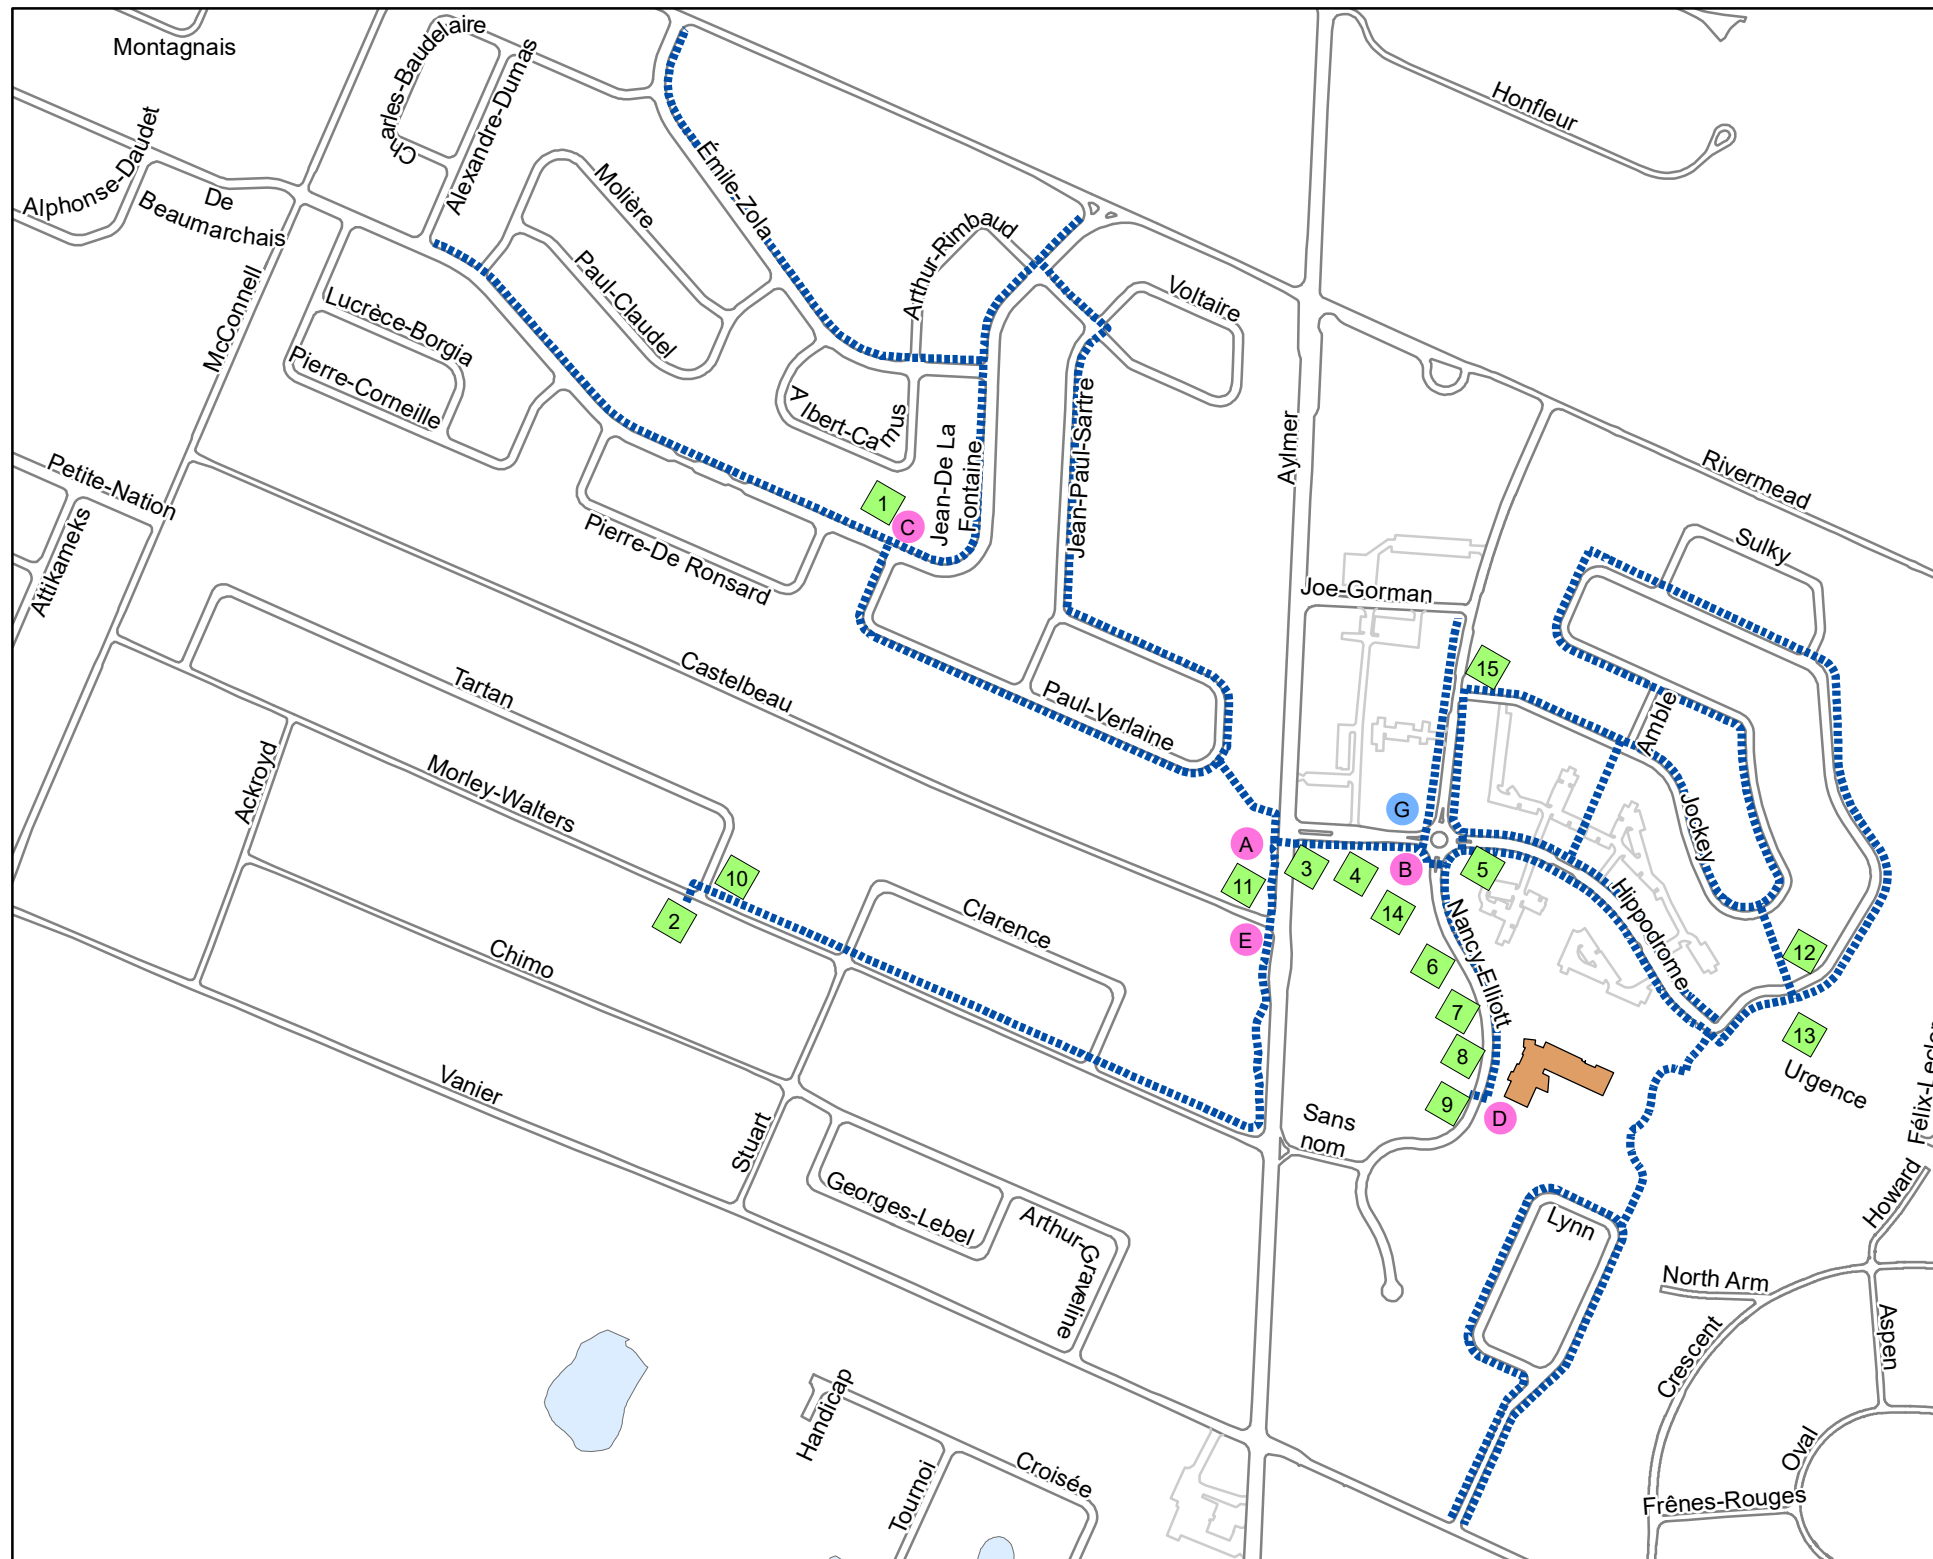 Montagnais
Charles-Baudelaire
Alexandre-Dumas
Honfleur
Alphonse-Daudet
De
Beaumarchais
Émile-Zola
Molière
Arthur-Rimbaud
Paul-Claudel
Voltaire
McConnell
Lucrèce-Borgia
Pierre-Corneille
Albert-Camus
Jean-De La
Fontaine
Jean-Paul-Sartre
Aylmer
Rivermead
Petite-Nation
Attikameks
1
C
Pierre-De Ronsard
Sulky
Joe-Gorman
15
Tartan
Castelbeau
Paul-Verlaine
Amble
Ackroyd
Morley-Walters
Jockey
G
A
B
3
4
5
11
14
10
2
E
Clarence
Chimo
Nancy-Elliott
Hippodrome
6
7
8
9
D
12
13
Urgence
Vanier
Stuart
Sans
nom
Georges-Lebel
Arthur-Graveline
Lynn
Howard
North Arm
Crescent
Aspen
Handicap
Tournoi
Croisée
Oval
Frênes-Rouges